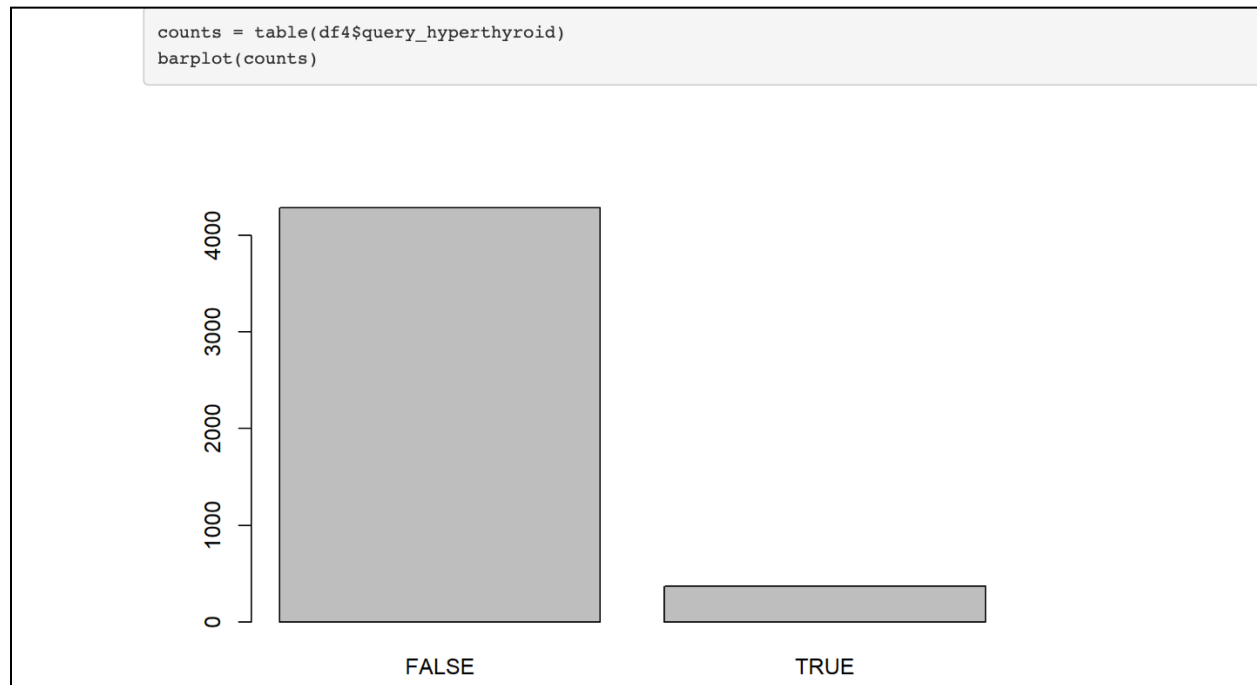 counts = table(df4$query_hyperthyroid)
barplot(counts)
4000
3000
2000
1000
0
FALSE TRUE